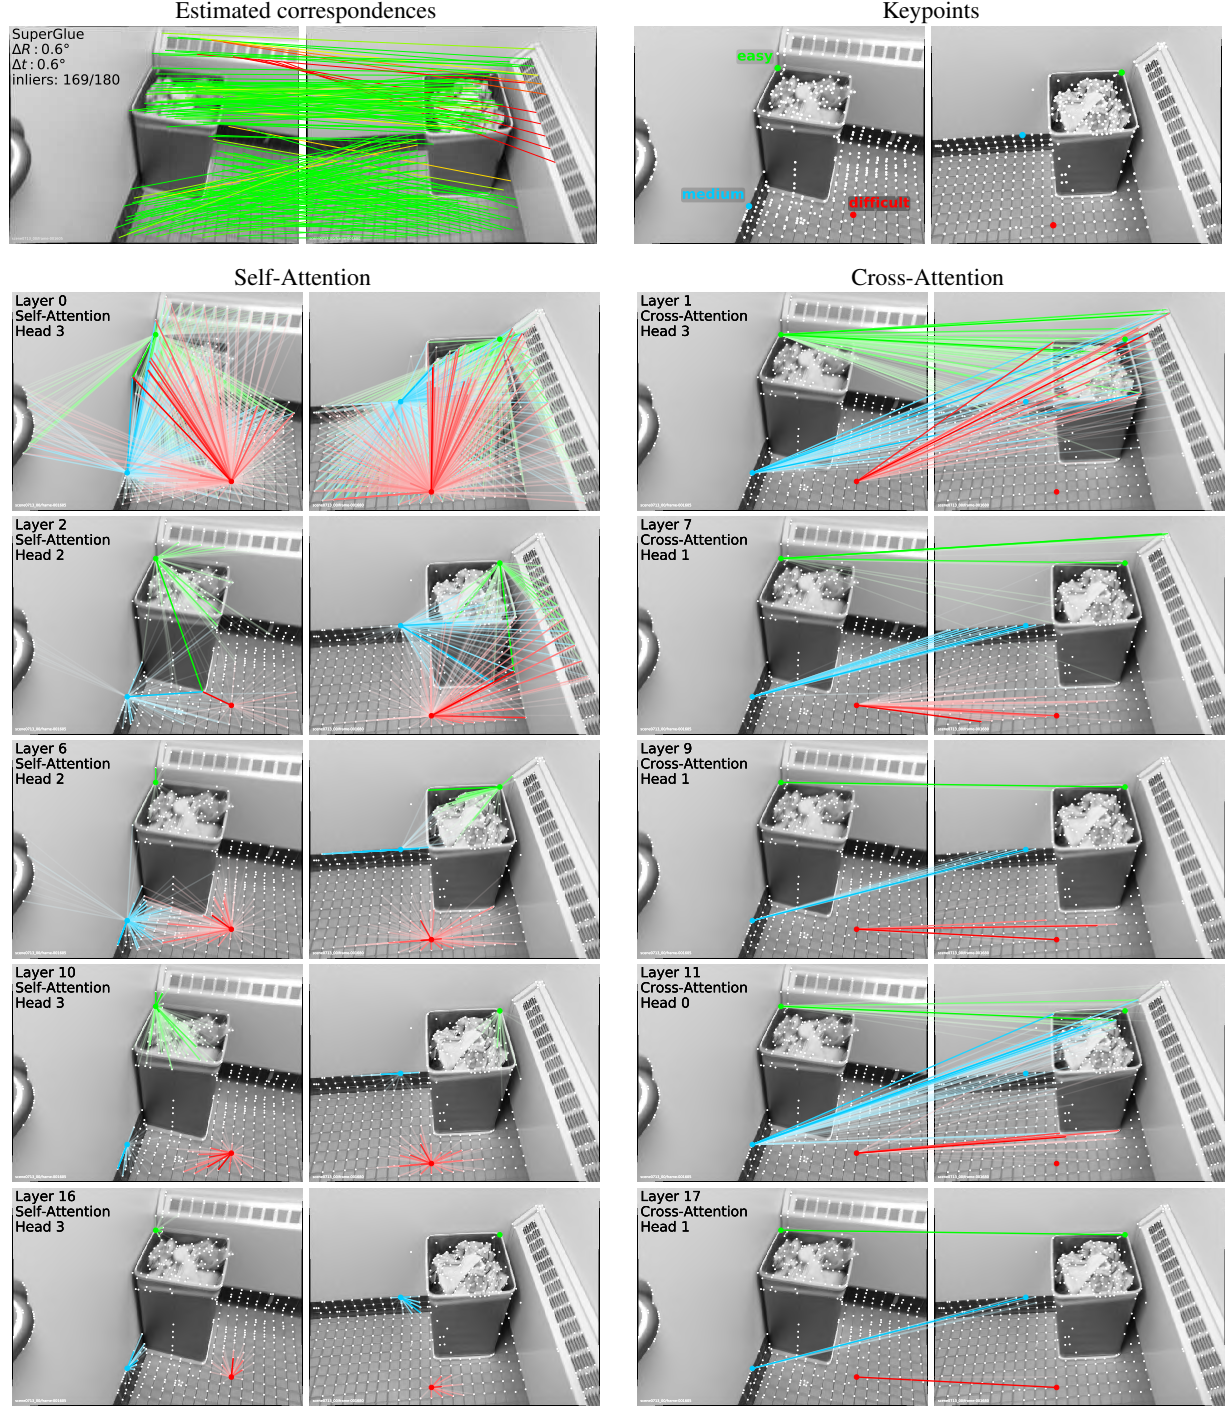 Estimated correspondences
SuperGlue
ΔR: 0.6°
Δt: 0.6°
inliers: 169/180
Keypoints
easy
medium
difficult
Self-Attention
Cross-Attention
Layer 0
Self-Attention
Head 3
Layer 1
Cross-Attention
Head 3
Layer 2
Self-Attention
Head 2
Layer 7
Cross-Attention
Head 1
Layer 6
Self-Attention
Head 2
Layer 9
Cross-Attention
Head 1
Layer 10
Self-Attention
Head 3
Layer 11
Cross-Attention
Head 0
Layer 16
Self-Attention
Head 3
Layer 17
Cross-Attention
Head 1